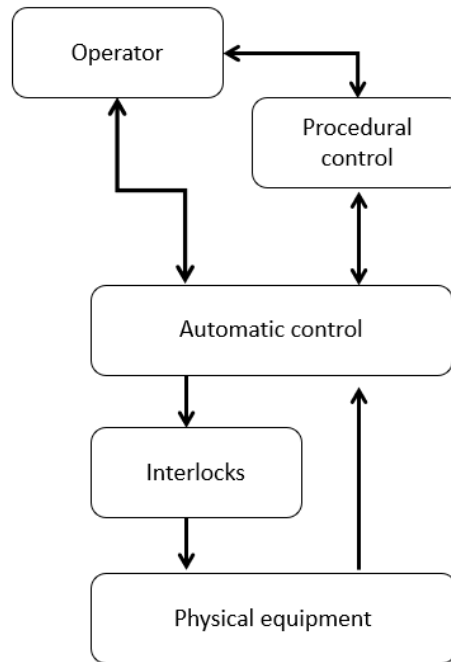 Operator
Procedural
control
Automatic control
Interlocks
Physical equipment